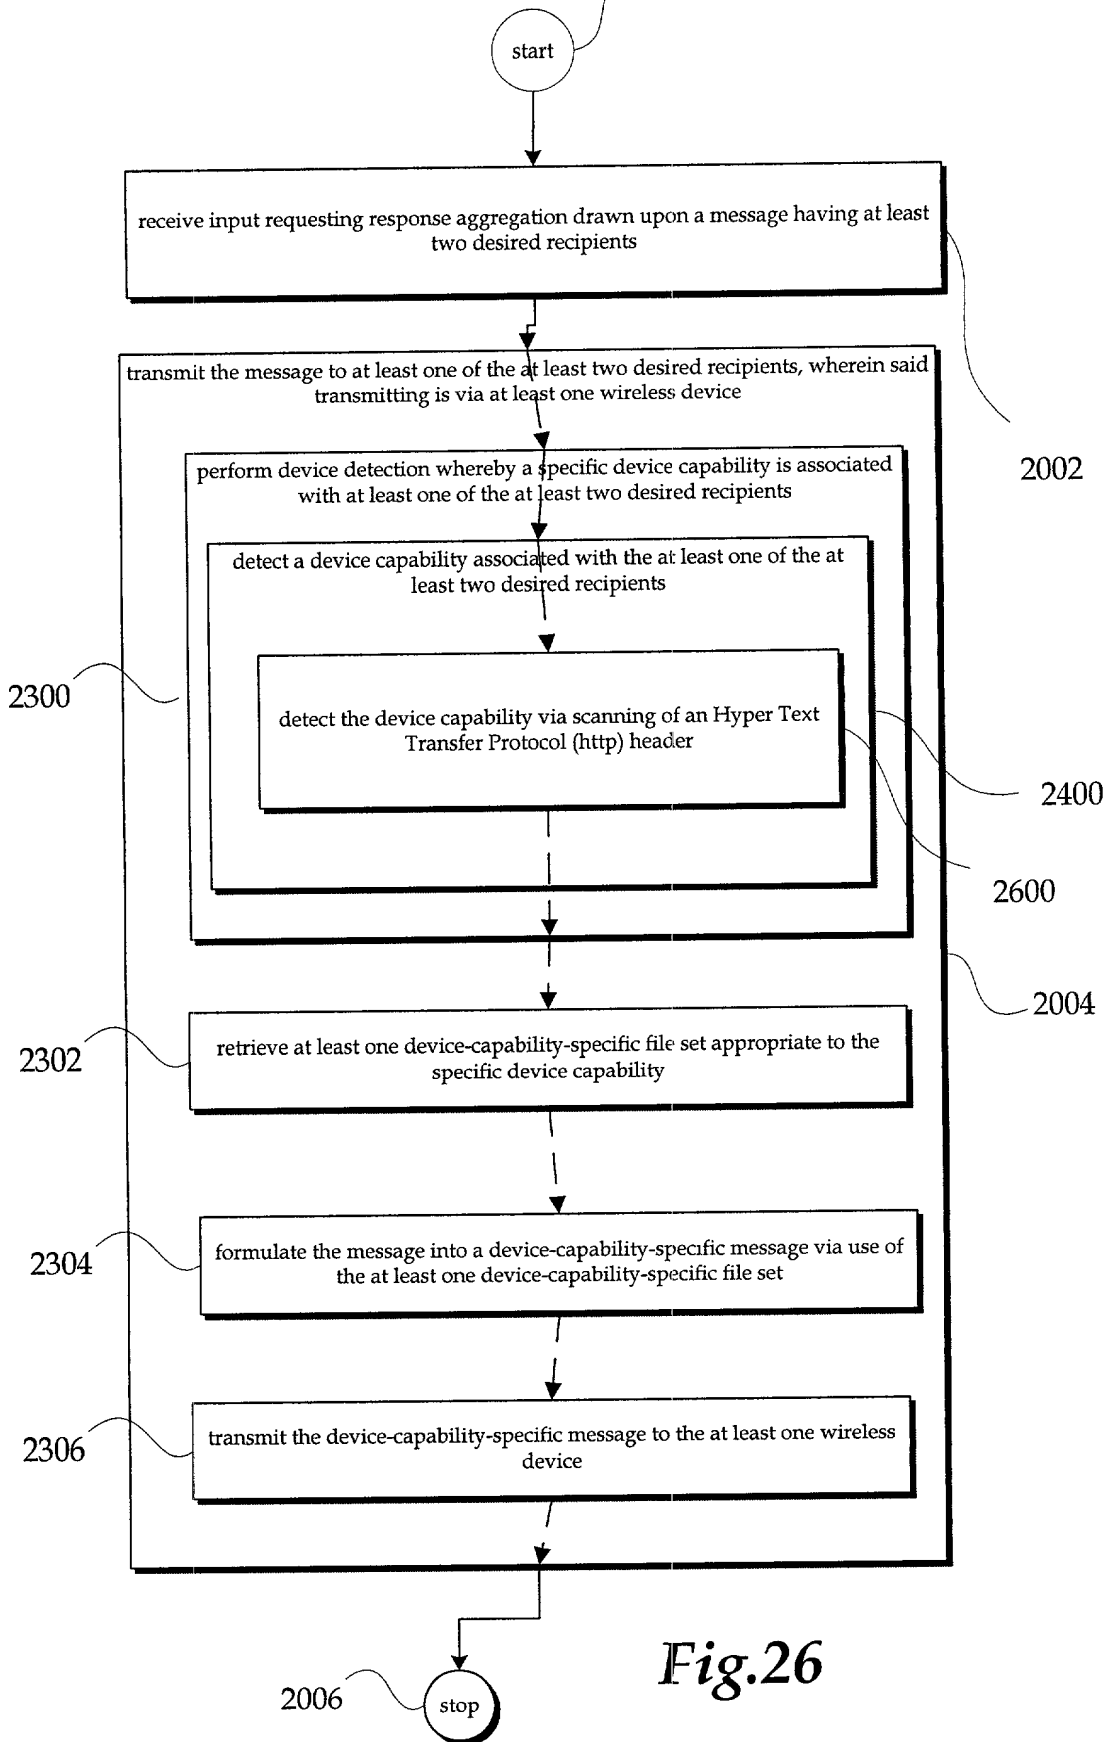 start
receive input requesting response aggregation drawn upon a message having at least
two desired recipients
2002
transmit the message to at least one of the at least two desired recipients, wherein said
transmitting is via at least one wireless device
perform device detection whereby a specific device capability is associated
with at least one of the at least two desired recipients
detect a device capability associated with the at least one of the at
least two desired recipients
2300
detect the device capability via scanning of an Hyper Text
Transfer Protocol (http) header
2400
2600
2004
2302
retrieve at least one device-capability-specific file set appropriate to the
specific device capability
2304
formulate the message into a device-capability-specific message via use of
the at least one device-capability-specific file set
2306
transmit the device-capability-specific message to the at least one wireless
device
Fig.26
2006
stop